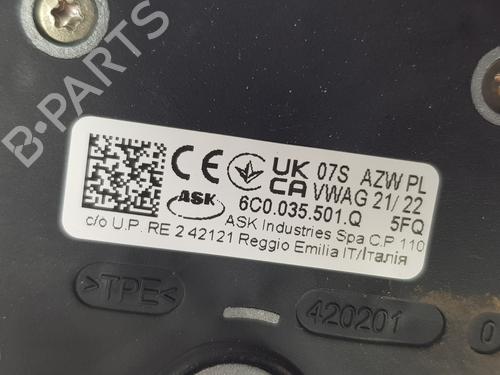 B-PARTS
CE UK CA 07S AZW PL
VWAG 21/ 22
ASK 6C0.035.501.Q 5FQ
ASK Industries Spa C.P 110
c/o U.P. RE 2 42121 Reggio Emilia IT/Італія
>TPE<
420201
0